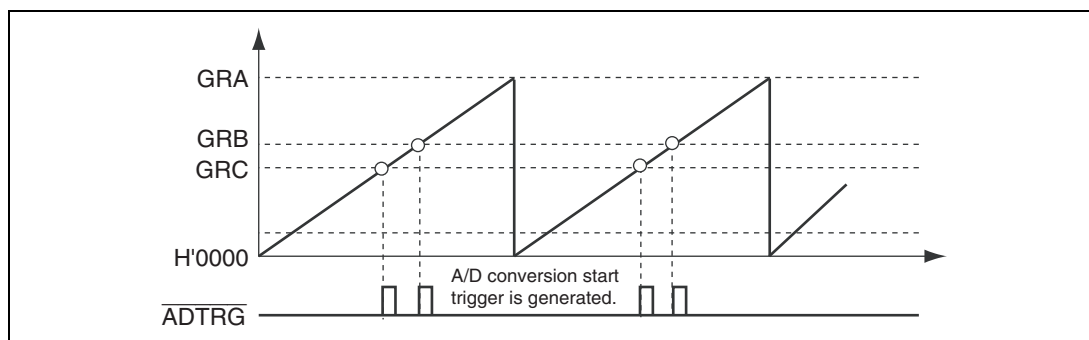 GRA
GRB
GRC
H'0000
A/D conversion start
trigger is generated.
ADTRG